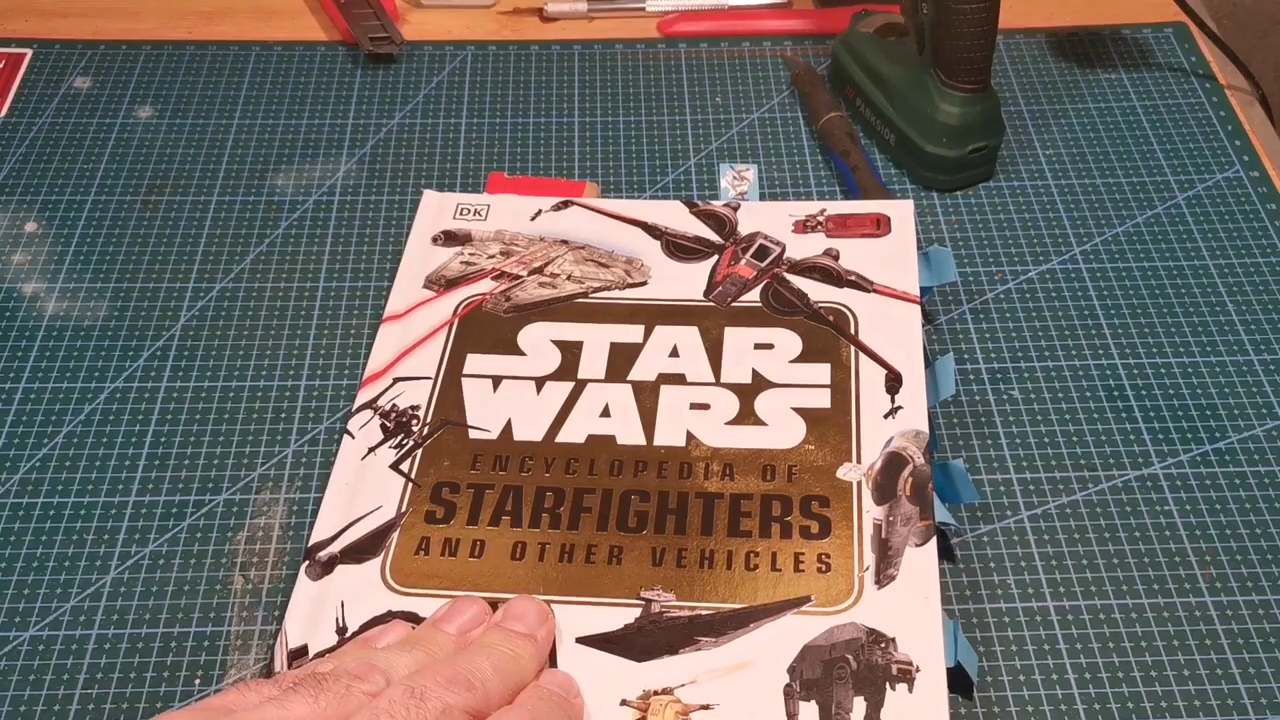 PARKSIDE
DK
STAR
WARS
ENCYCLOPEDIA OF
STARFIGHTERS
AND OTHER VEHICLES